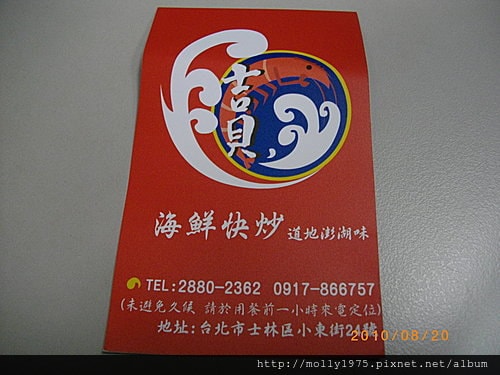 吉貝
海鮮快炒 道地澎湖味
TEL:2880-2362 0917-866757
(未避免久候 請於用餐前一小時來電定位)
地址:台北市士林區小東街24號
2010/08/20
http://molly1975.pixnet.net/album